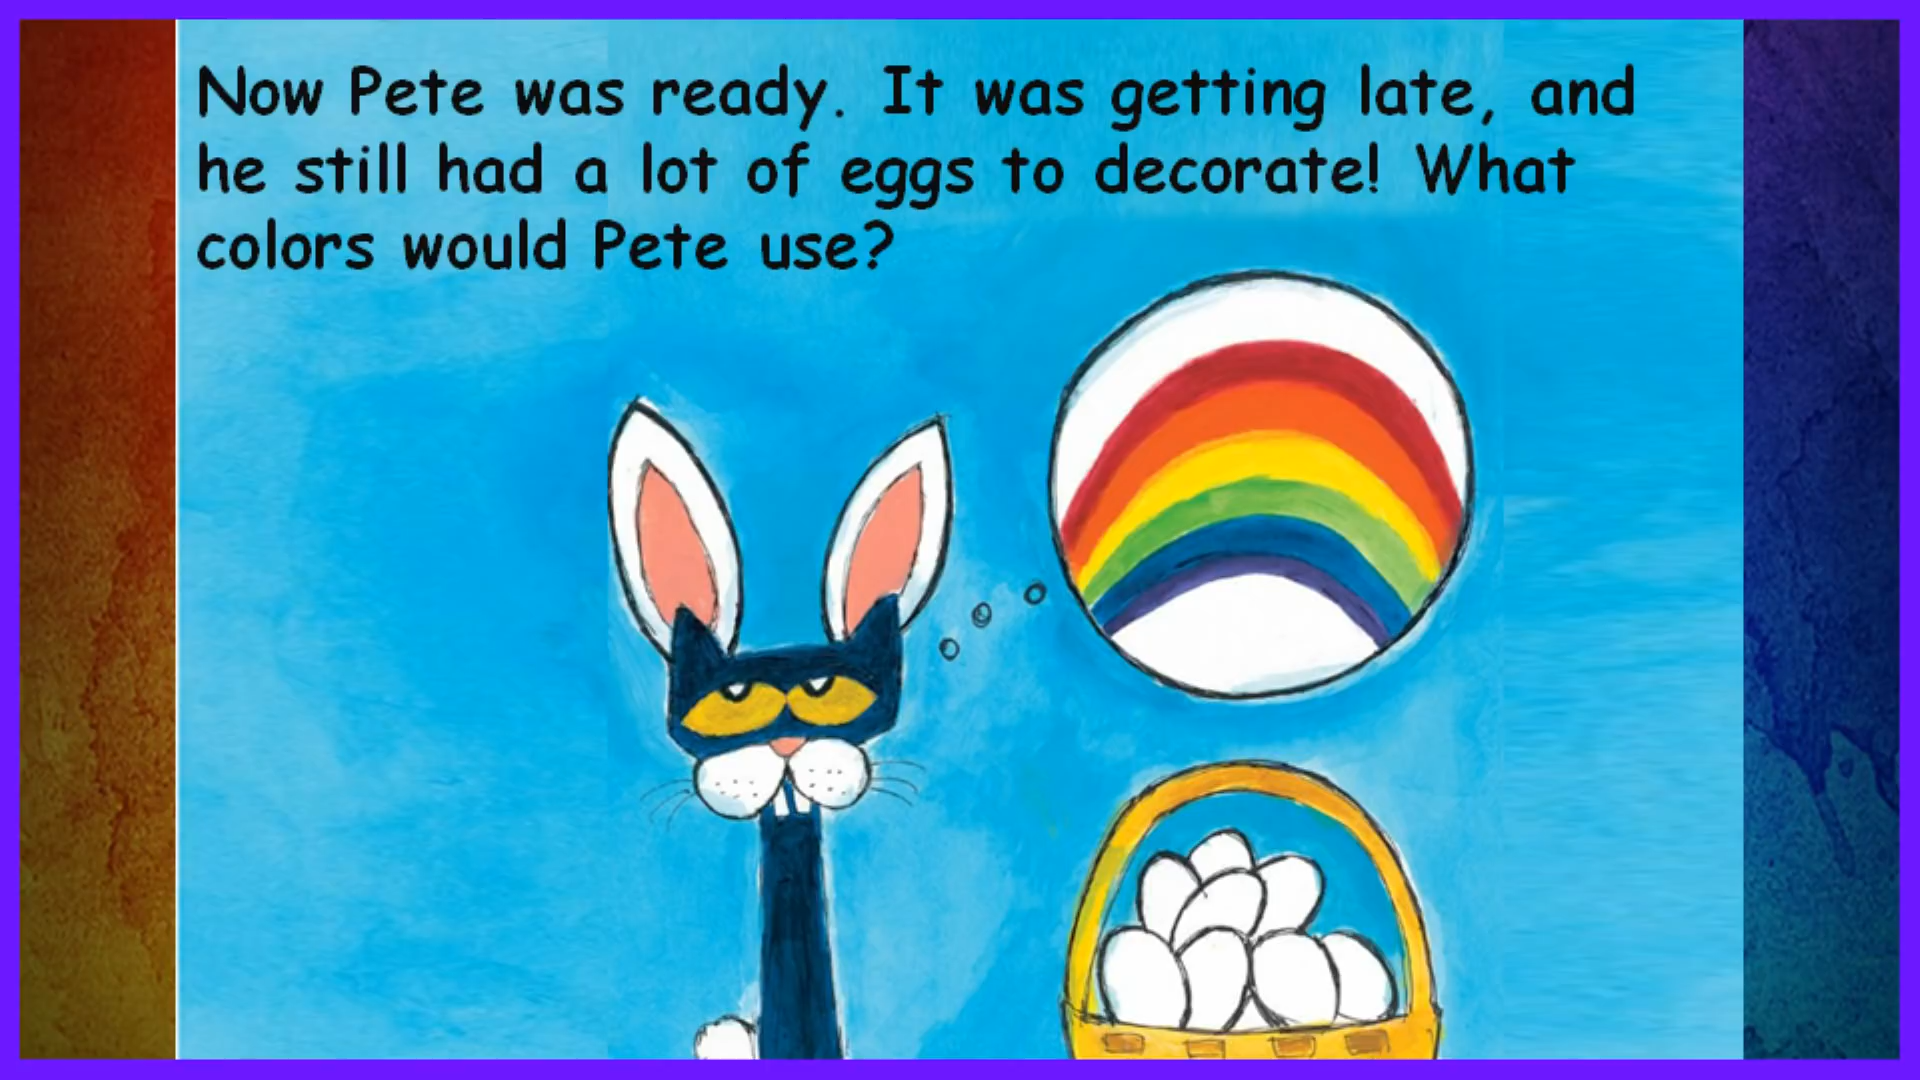 Now Pete was ready. It was getting late, and
he still had a lot of eggs to decorate! What
colors would Pete use?